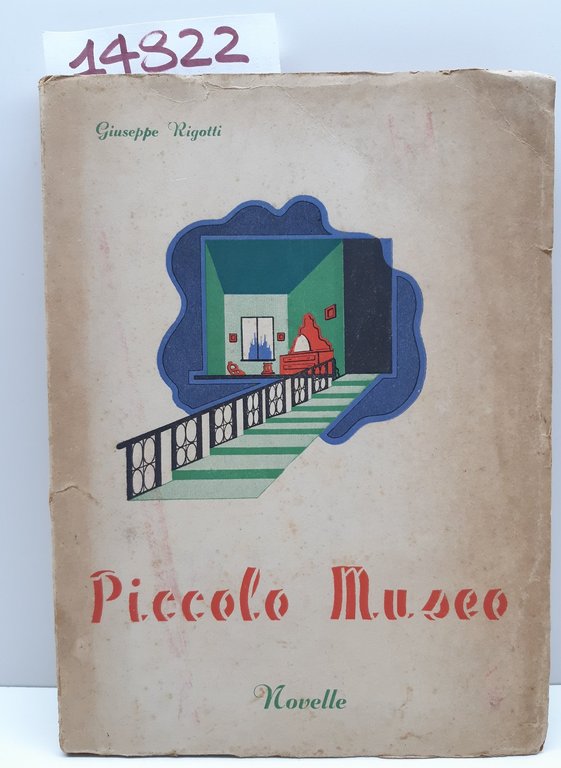 14822
Giuseppe Rigotti
Piccolo Museo
Novelle